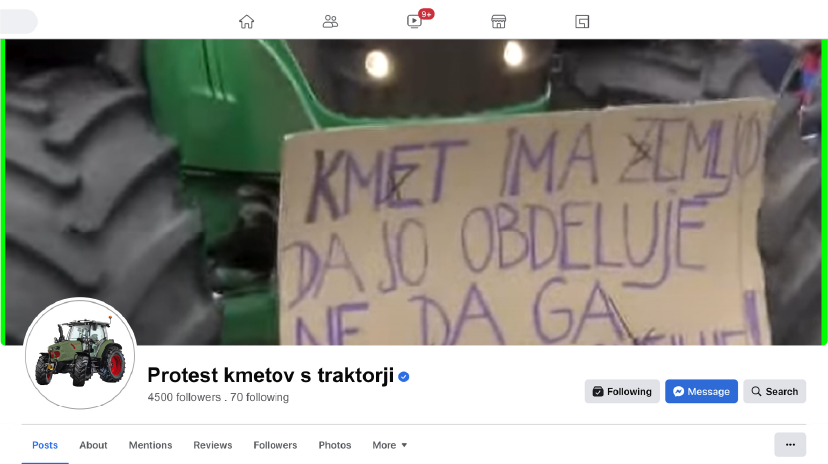 9+
KMET IMA ZEMLJO
DA JO OBDELUJE
NE DA GA
Protest kmetov s traktorji
4500 followers . 70 following
Following
Message
Search
Posts
About
Mentions
Reviews
Followers
Photos
More
...